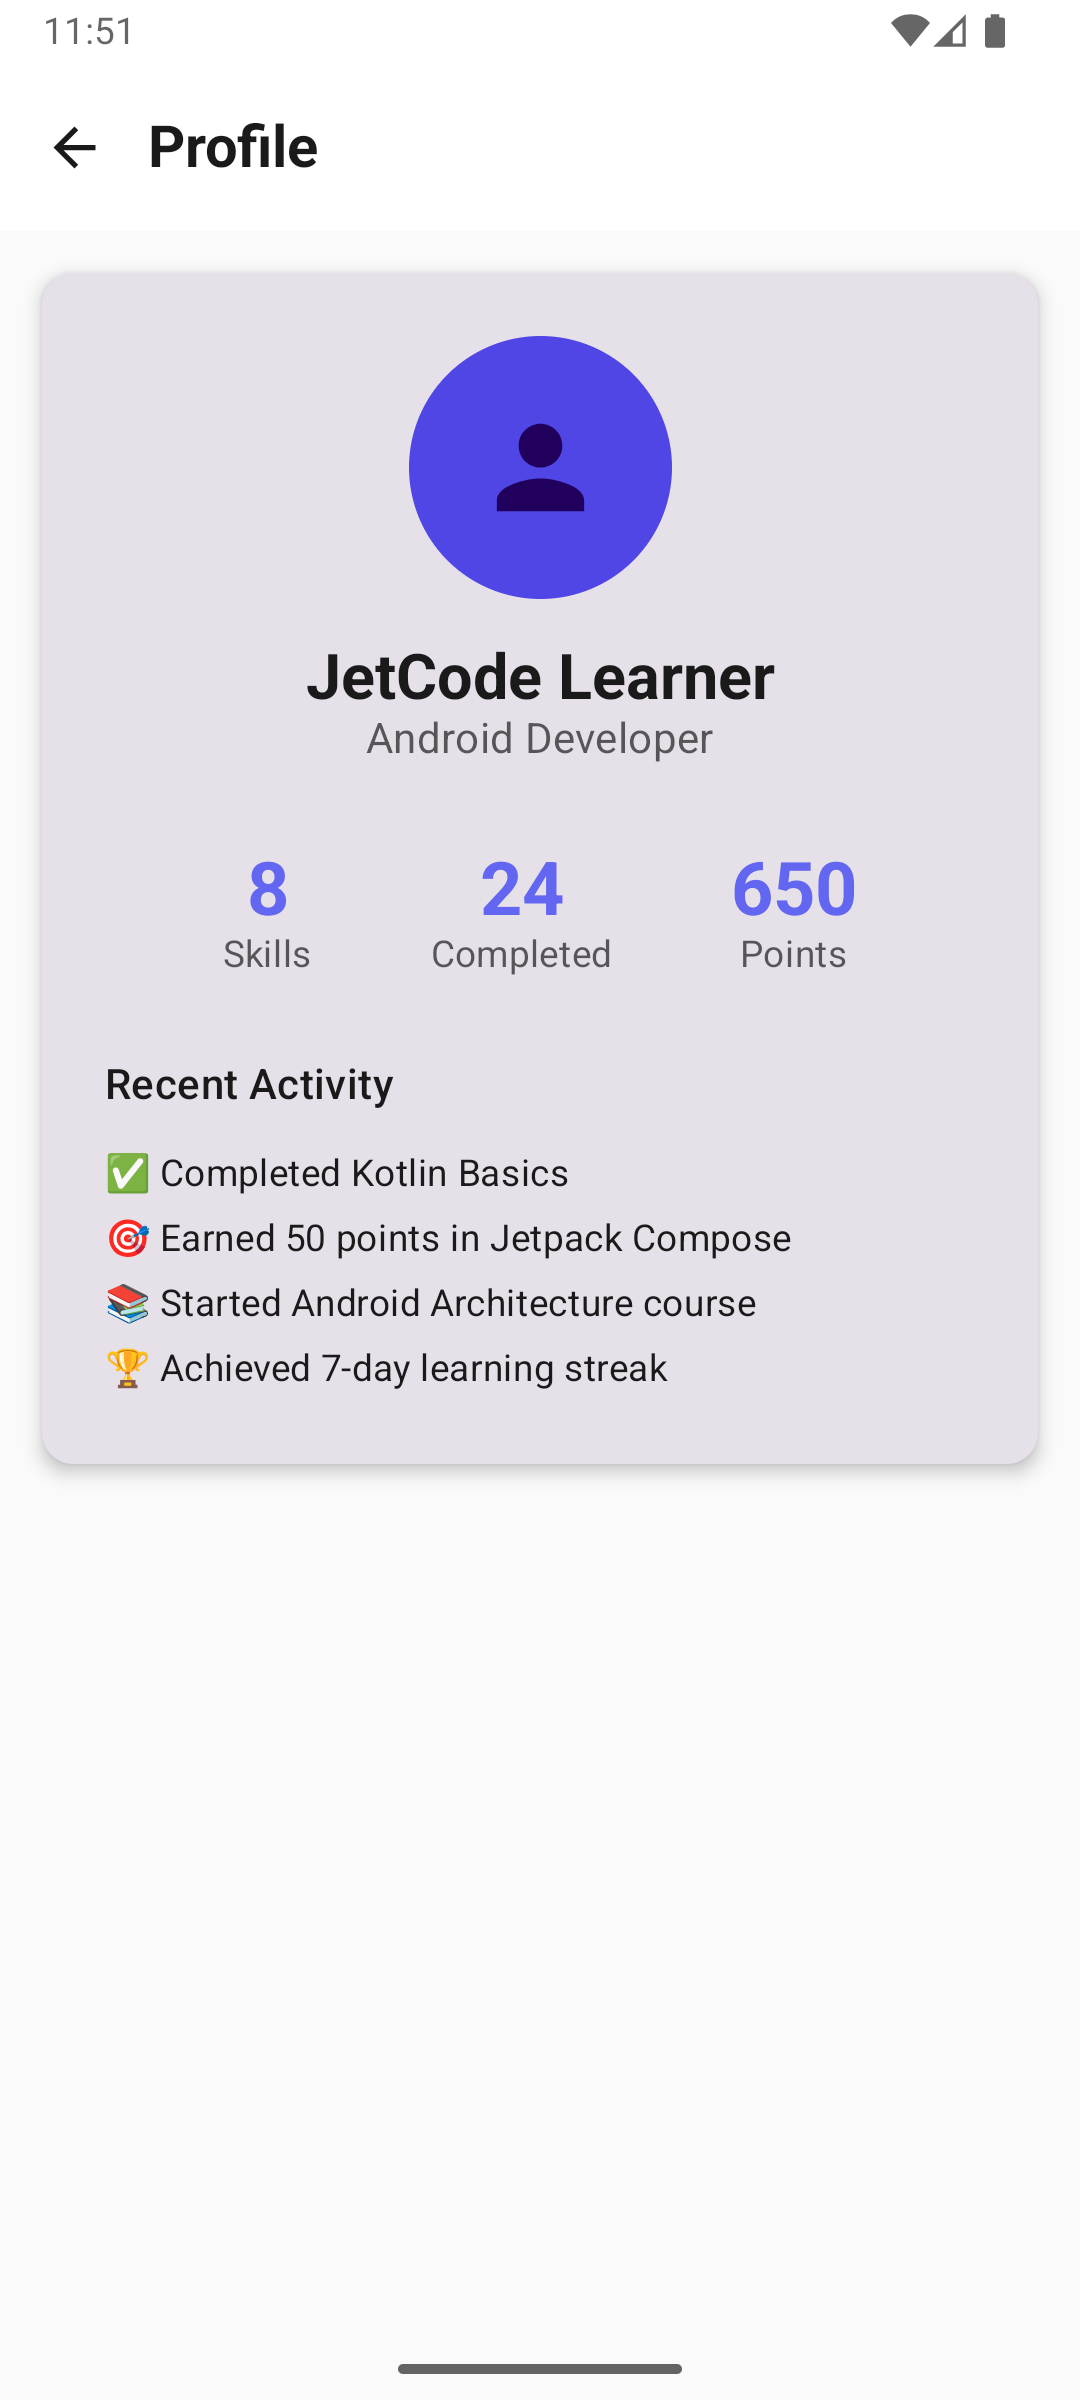 11:51
Profile
JetCode Learner
Android Developer
8 24 650
Skills Completed Points
Recent Activity
✅ Completed Kotlin Basics
🎯 Earned 50 points in Jetpack Compose
📚 Started Android Architecture course
🏆 Achieved 7-day learning streak